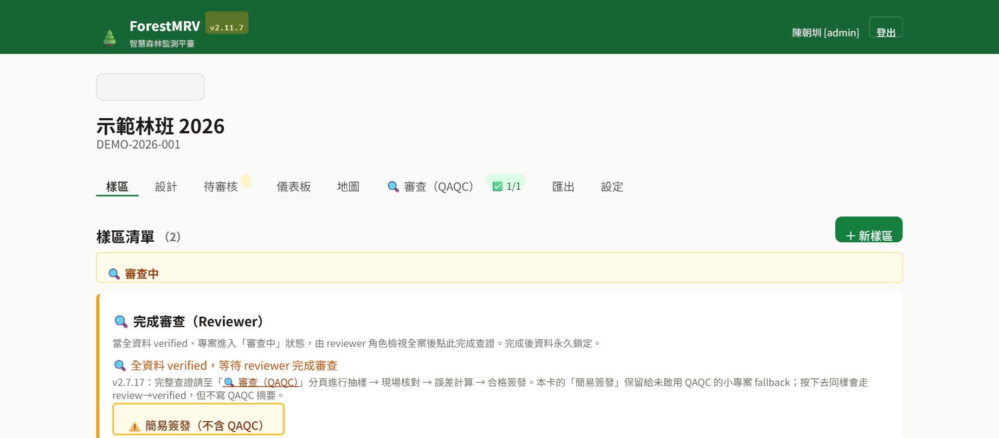 ForestMRV v2.11.7
智慧森林監測平臺
陳朝圳 [admin] 登出
示範林班 2026
DEMO-2026-001
樣區 設計 待審核 儀表板 地圖 🔍 審查（QAQC） ✅ 1/1 匯出 設定
樣區清單 （2）
＋ 新樣區
🔍 審查中
🔍 完成審查（Reviewer）
當全資料 verified、專案進入「審查中」狀態，由 reviewer 角色檢視全案後點此完成查證。完成後資料永久鎖定。
🔍 全資料 verified，等待 reviewer 完成審查
v2.7.17：完整查證請至「🔍 審查（QAQC）」分頁進行抽樣 → 現場核對 → 誤差計算 → 合格簽發。本卡的「簡易簽發」保留給未啟用 QAQC 的小專案 fallback；按下去同樣會走
review→verified，但不寫 QAQC 摘要。
⚠️ 簡易簽發（不含 QAQC）